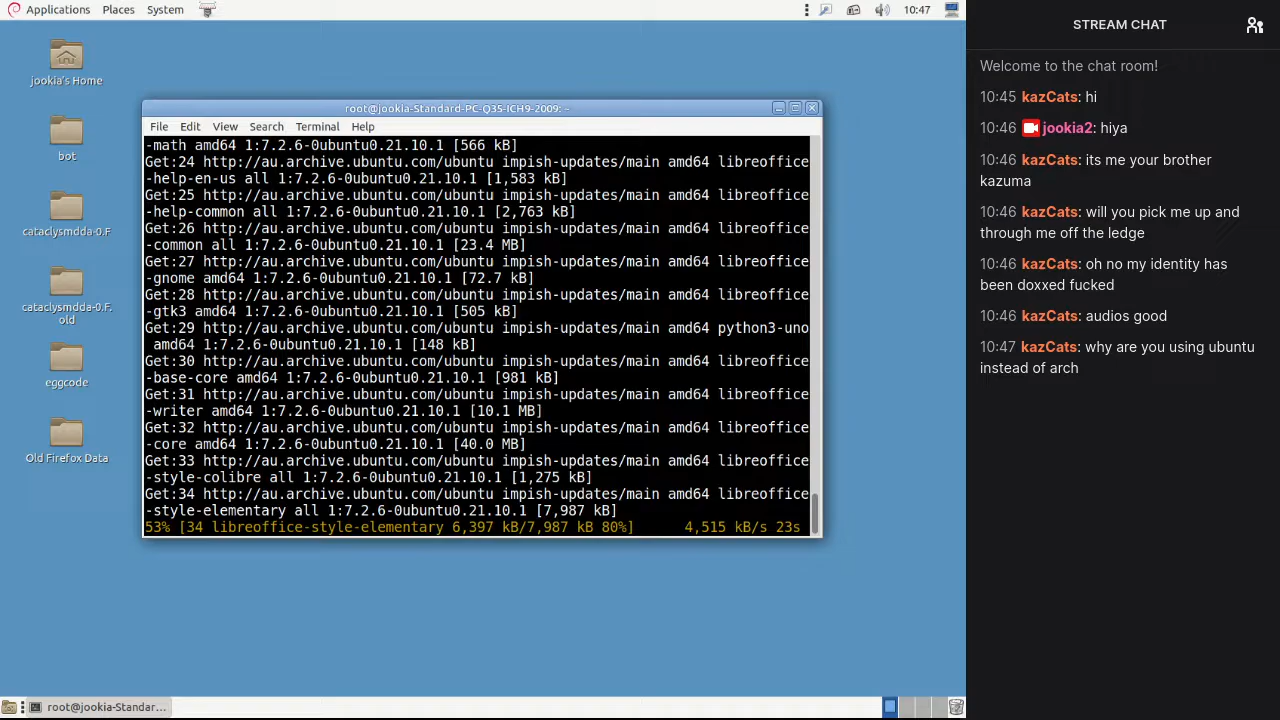 Applications Places System 10:47
jookia's Home
bot
cataclysmdda-0.F.
cataclysmdda-0.F.
old
eggcode
Old Firefox Data
root@jookia-Standard-PC-Q35-ICH9-2009: ~
File Edit View Search Terminal Help
-math amd64 1:7.2.6-0ubuntu0.21.10.1 [566 kB]
Get:24 http://au.archive.ubuntu.com/ubuntu impish-updates/main amd64 libreoffice
-help-en-us all 1:7.2.6-0ubuntu0.21.10.1 [1,583 kB]
Get:25 http://au.archive.ubuntu.com/ubuntu impish-updates/main amd64 libreoffice
-help-common all 1:7.2.6-0ubuntu0.21.10.1 [2,763 kB]
Get:26 http://au.archive.ubuntu.com/ubuntu impish-updates/main amd64 libreoffice
-common all 1:7.2.6-0ubuntu0.21.10.1 [23.4 MB]
Get:27 http://au.archive.ubuntu.com/ubuntu impish-updates/main amd64 libreoffice
-gnome amd64 1:7.2.6-0ubuntu0.21.10.1 [72.7 kB]
Get:28 http://au.archive.ubuntu.com/ubuntu impish-updates/main amd64 libreoffice
-gtk3 amd64 1:7.2.6-0ubuntu0.21.10.1 [505 kB]
Get:29 http://au.archive.ubuntu.com/ubuntu impish-updates/main amd64 python3-uno
amd64 1:7.2.6-0ubuntu0.21.10.1 [148 kB]
Get:30 http://au.archive.ubuntu.com/ubuntu impish-updates/main amd64 libreoffice
-base-core amd64 1:7.2.6-0ubuntu0.21.10.1 [981 kB]
Get:31 http://au.archive.ubuntu.com/ubuntu impish-updates/main amd64 libreoffice
-writer amd64 1:7.2.6-0ubuntu0.21.10.1 [10.1 MB]
Get:32 http://au.archive.ubuntu.com/ubuntu impish-updates/main amd64 libreoffice
-core amd64 1:7.2.6-0ubuntu0.21.10.1 [40.0 MB]
Get:33 http://au.archive.ubuntu.com/ubuntu impish-updates/main amd64 libreoffice
-style-colibre all 1:7.2.6-0ubuntu0.21.10.1 [1,275 kB]
Get:34 http://au.archive.ubuntu.com/ubuntu impish-updates/main amd64 libreoffice
-style-elementary all 1:7.2.6-0ubuntu0.21.10.1 [7,987 kB]
53% [34 libreoffice-style-elementary 6,397 kB/7,987 kB 80%] 4,515 kB/s 23s
root@jookia-Standar...
STREAM CHAT
Welcome to the chat room!
10:45 kazCats: hi
10:46 jookia2: hiya
10:46 kazCats: its me your brother
kazuma
10:46 kazCats: will you pick me up and
through me off the ledge
10:46 kazCats: oh no my identity has
been doxxed fucked
10:46 kazCats: audios good
10:47 kazCats: why are you using ubuntu
instead of arch